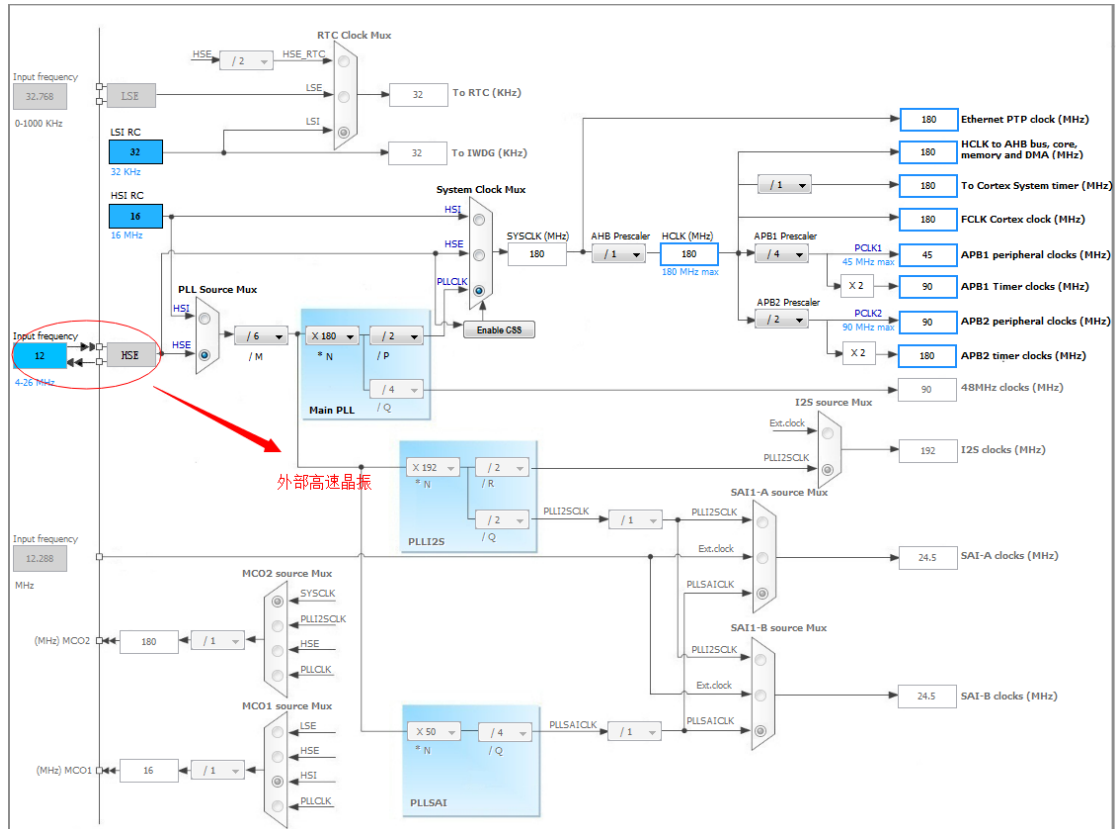 RTC Clock Mux
HSE
/ 2
HSE_RTC
Input frequency
32.768
0-1000 KHz
LSE
LSE
32
To RTC (KHz)
LSI RC
32
32 KHz
LSI
32
To IWDG (KHz)
HSI RC
16
16 MHz
System Clock Mux
HSI
HSE
PLLCLK
SYSCLK (MHz)
180
AHB Prescaler
/ 1
HCLK (MHz)
180
180 MHz max
180
Ethernet PTP clock (MHz)
180
HCLK to AHB bus, core,
memory and DMA (MHz)
/ 1
180
To Cortex System timer (MHz)
180
FCLK Cortex clock (MHz)
APB1 Prescaler
/ 4
PCLK1
45 MHz max
45
APB1 peripheral clocks (MHz)
X 2
90
APB1 Timer clocks (MHz)
APB2 Prescaler
/ 2
PCLK2
90 MHz max
90
APB2 peripheral clocks (MHz)
X 2
180
APB2 timer clocks (MHz)
PLL Source Mux
HSI
HSE
Input frequency
12
4-26 MHz
HSE
/ 6
/ M
X 180
* N
/ 2
/ P
/ 4
/ Q
Main PLL
Enable CSS
90
48MHz clocks (MHz)
外部高速晶振
I2S source Mux
Ext.clock
PLLI2SCLK
192
I2S clocks (MHz)
X 192
* N
/ 2
/ R
/ 2
/ Q
PLLI2S
PLLI2SCLK
/ 1
SAI1-A source Mux
PLLI2SCLK
Ext.clock
PLLSAICLK
24.5
SAI-A clocks (MHz)
Input frequency
12.288
MHz
MCO2 source Mux
SYSCLK
PLLI2SCLK
HSE
PLLCLK
(MHz) MCO2
180
/ 1
SAI1-B source Mux
PLLI2SCLK
Ext.clock
PLLSAICLK
24.5
SAI-B clocks (MHz)
MCO1 source Mux
LSE
HSE
HSI
PLLCLK
(MHz) MCO1
16
/ 1
X 50
* N
/ 4
/ Q
PLLSAI
PLLSAICLK
/ 1